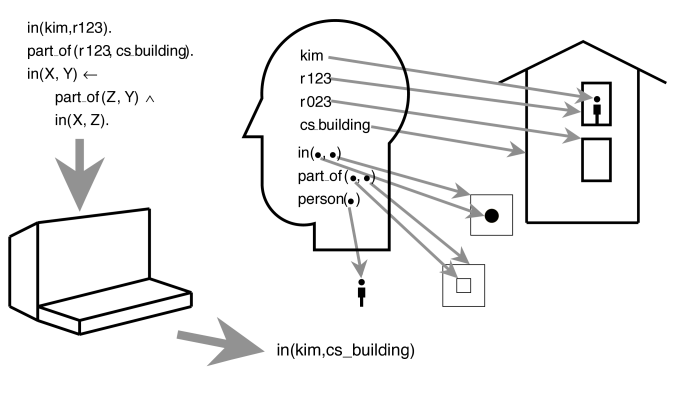 in(kim,r123).
part_of(r123, cs_building).
in(X, Y) ←
part_of(Z, Y) ∧
in(X, Z).
kim
r123
r023
cs_building
in(●,●)
part_of(●,●)
person(●)
in(kim,cs_building)